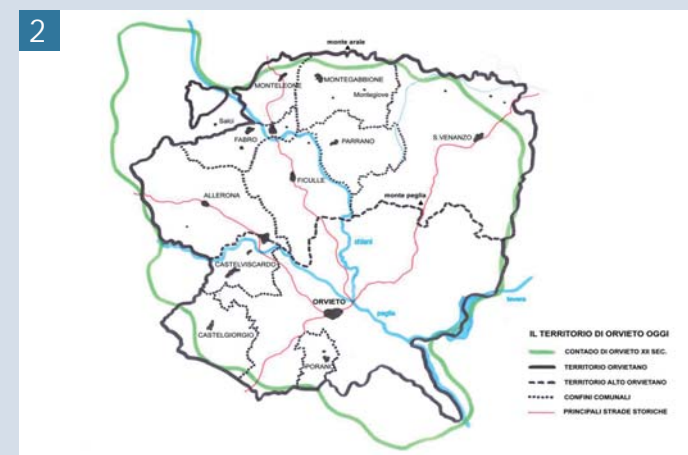 2
monte arale
MONTELEONE
MONTEGABBIONE
Montegiove
Salci
FABRO
PARRANO
S.VENANZO
FICULLE
ALLERONA
monte peglia
chiani
CASTELVISCARDO
ORVIETO
paglia
tevere
CASTELGIORGIO
PORANO
IL TERRITORIO DI ORVIETO OGGI
CONTADO DI ORVIETO XII SEC.
TERRITORIO ORVIETANO
TERRITORIO ALTO ORVIETANO
CONFINI COMUNALI
PRINCIPALI STRADE STORICHE